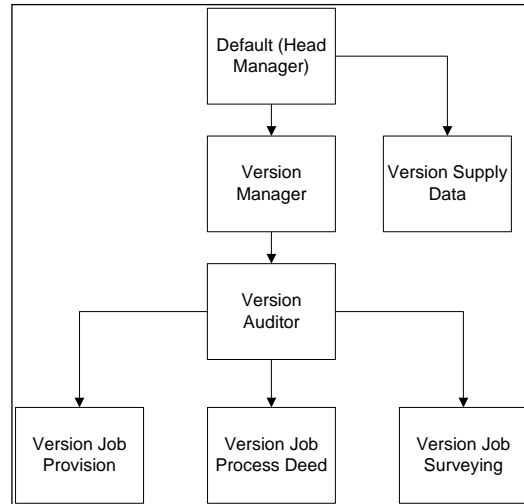 Default (Head
Manager)
Version
Manager
Version Supply
Data
Version
Auditor
Version Job
Provision
Version Job
Process Deed
Version Job
Surveying